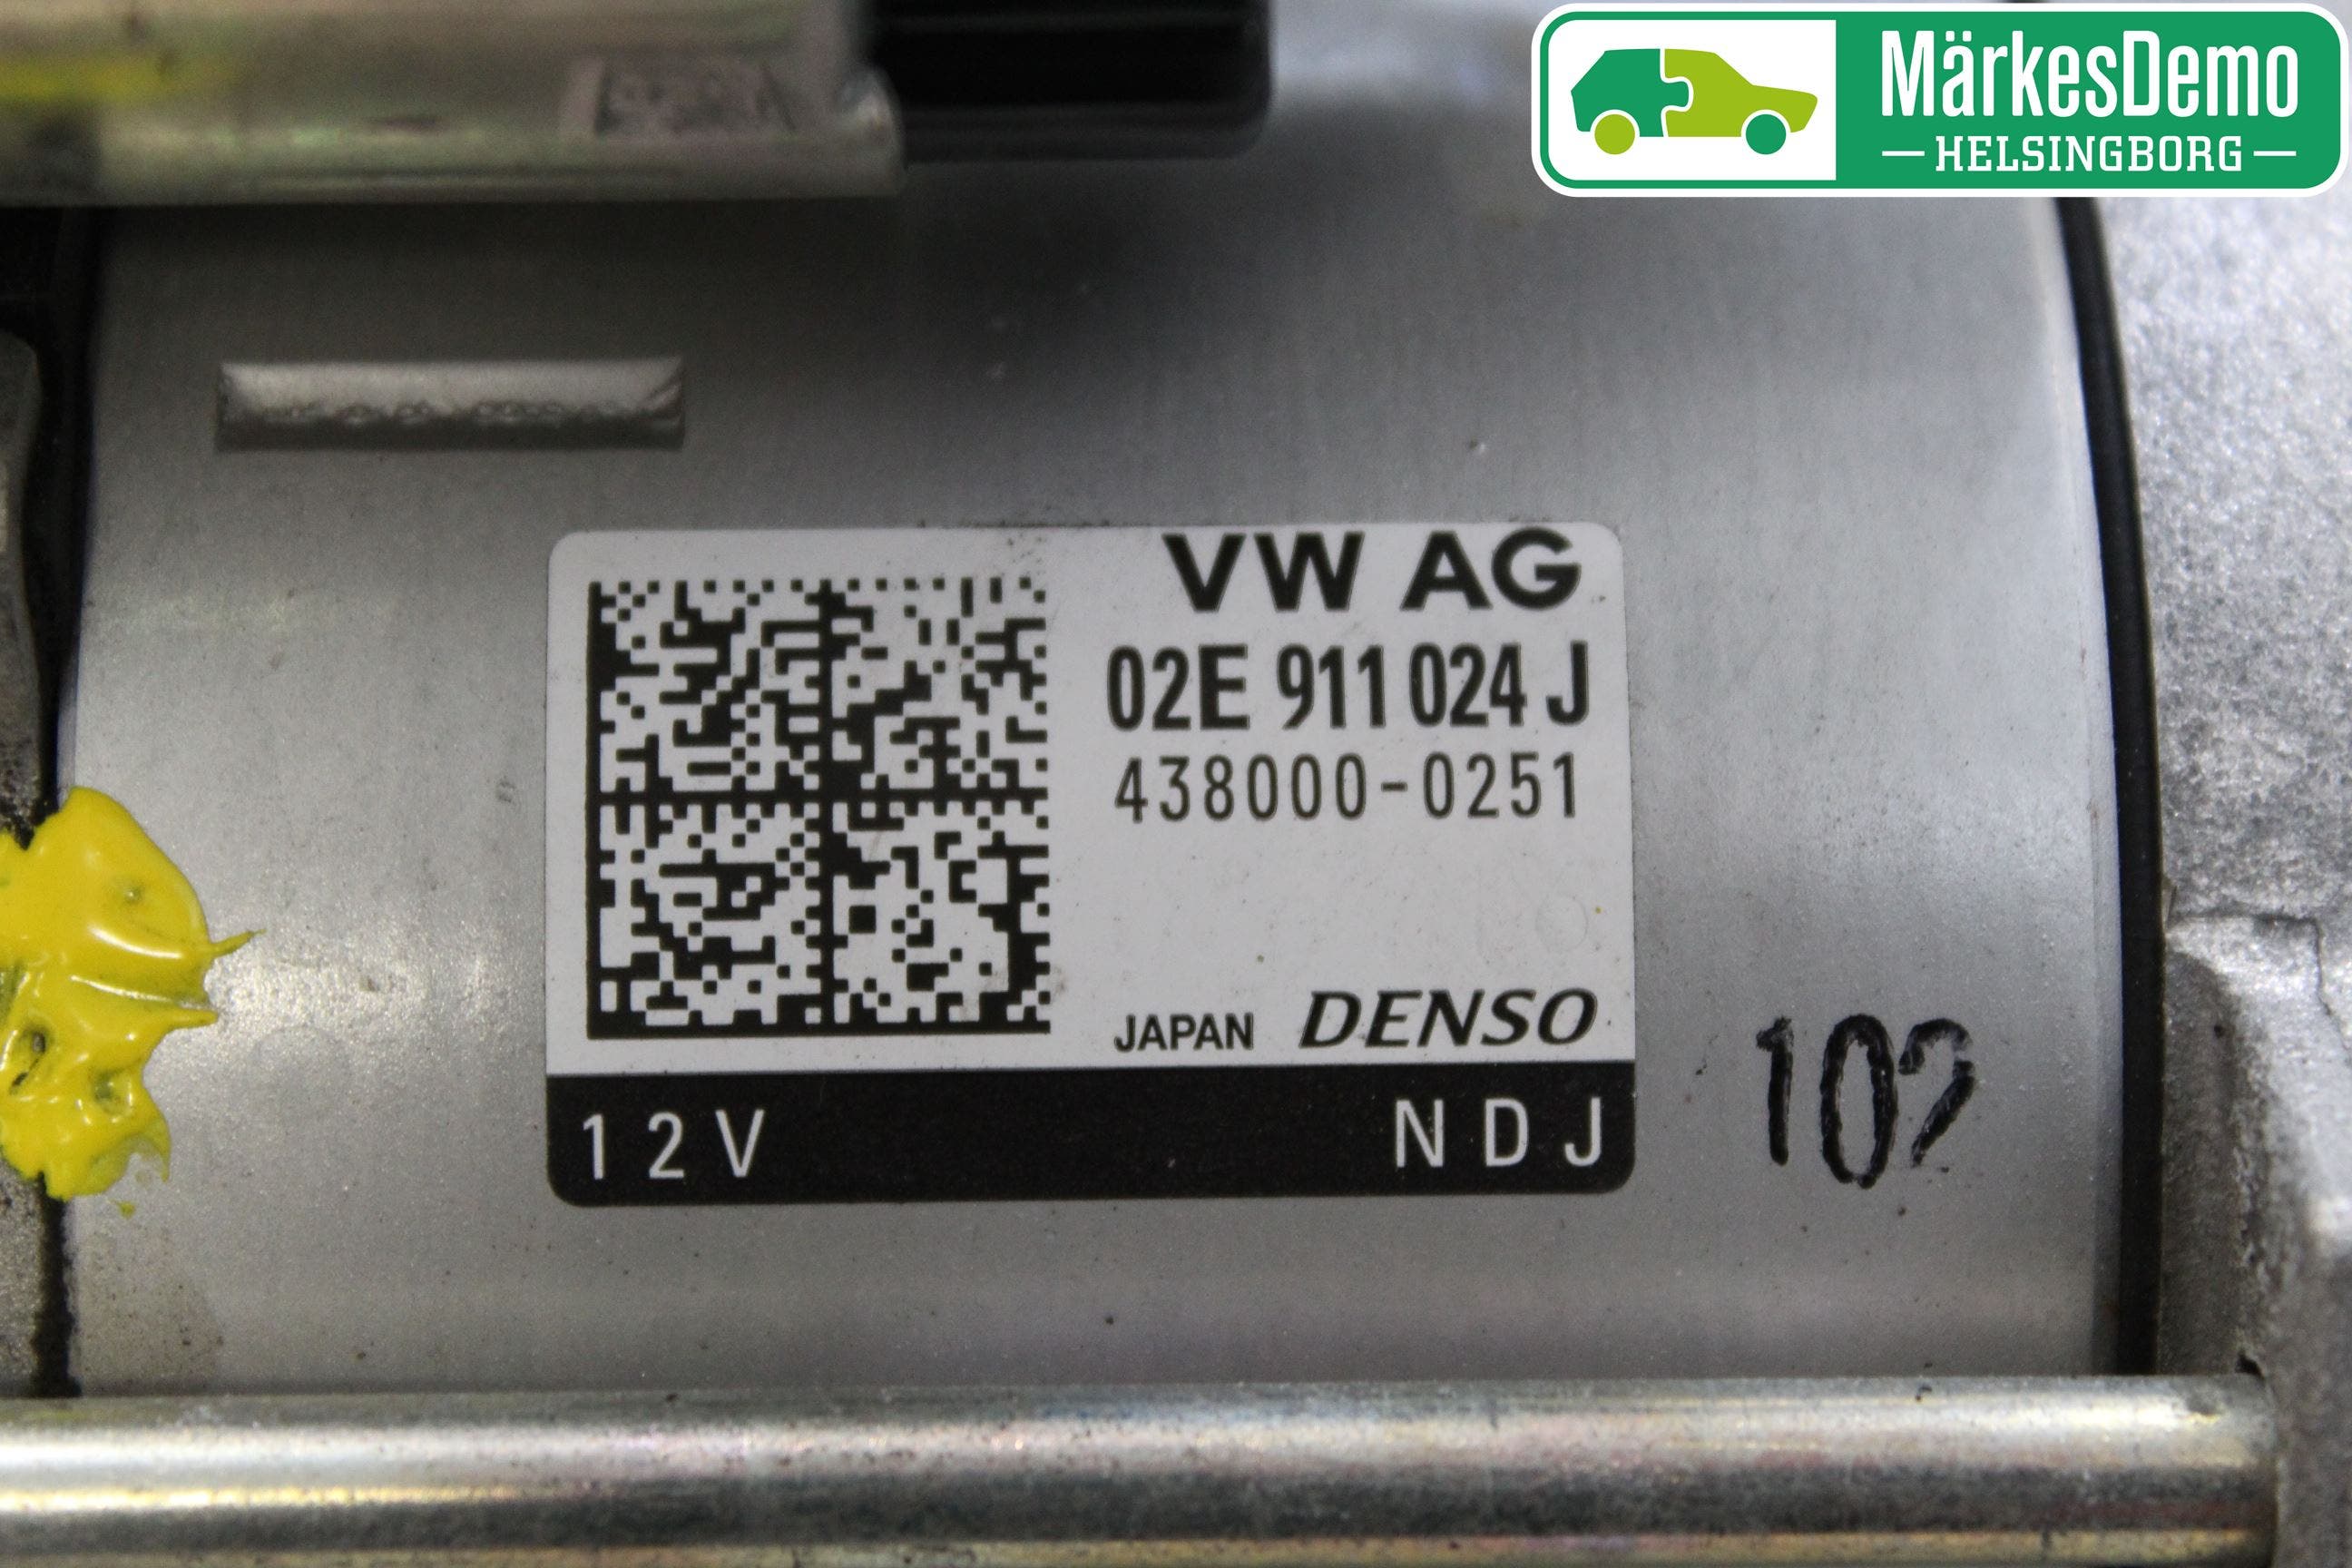 MärkesDemo
HELSINGBORG
VW AG
02E 911 024 J
438000-0251
JAPAN DENSO
12V NDJ
102